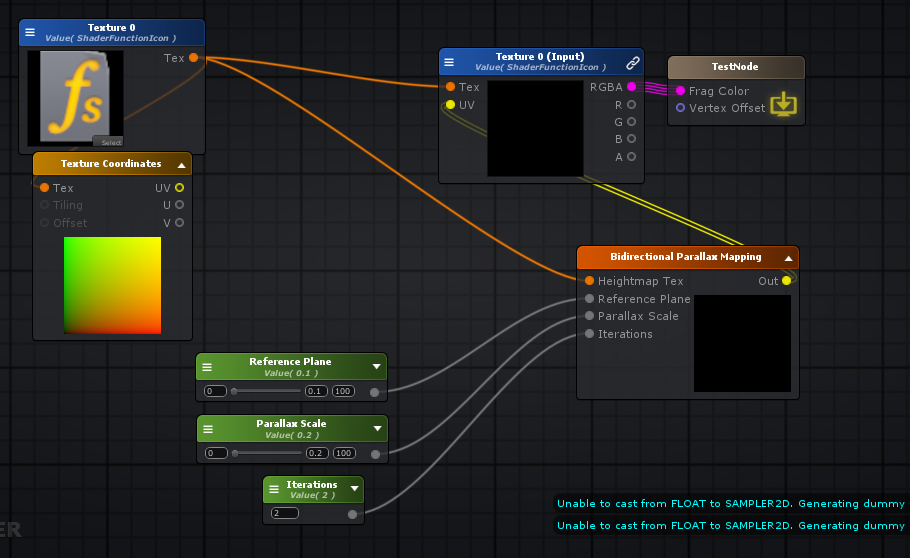 Texture 0
Value( ShaderFunctionIcon )
Tex
fs
Select
Texture Coordinates
Tex UV
Tiling U
Offset V
Texture 0 (Input)
Value( ShaderFunctionIcon )
Tex RGBA
UV R
G
B
A
TestNode
Frag Color
Vertex Offset
Bidirectional Parallax Mapping
Heightmap Tex Out
Reference Plane
Parallax Scale
Iterations
Reference Plane
Value( 0.1 )
0 0.1 100
Parallax Scale
Value( 0.2 )
0 0.2 100
Iterations
Value( 2 )
2
Unable to cast from FLOAT to SAMPLER2D. Generating dummy
Unable to cast from FLOAT to SAMPLER2D. Generating dummy
ER